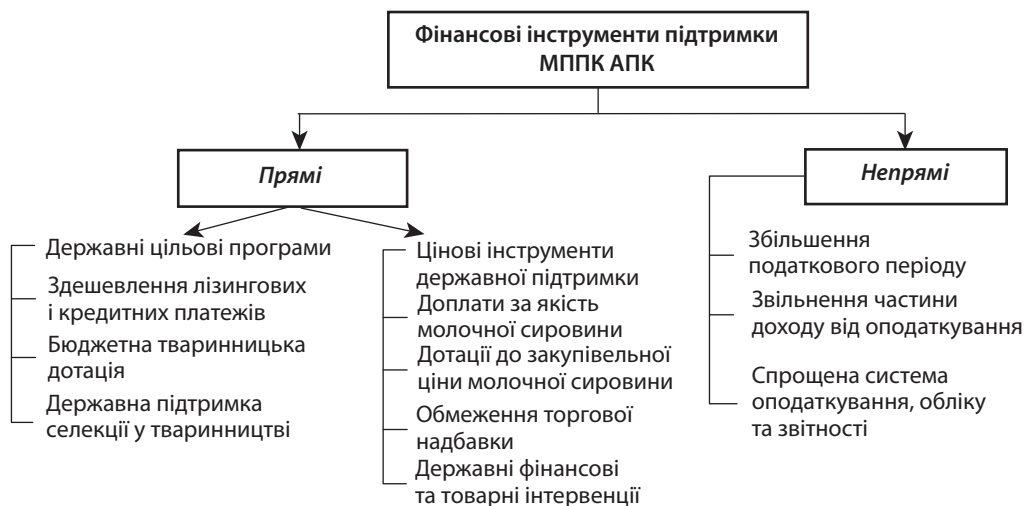 Фінансові інструменти підтримки
МППК АПК
Прямі
Непрямі
Державні цільові програми
Здешевлення лізингових
і кредитних платежів
Бюджетна тваринницька
дотація
Державна підтримка
селекції у тваринництві
Цінові інструменти
державної підтримки
Доплати за якість
молочної сировини
Дотації до закупівельної
ціни молочної сировини
Обмеження торгової
надбавки
Державні фінансові
та товарні інтервенції
Збільшення
податкового періоду
Звільнення частини
доходу від оподаткування
Спрощена система
оподаткування, обліку
та звітності